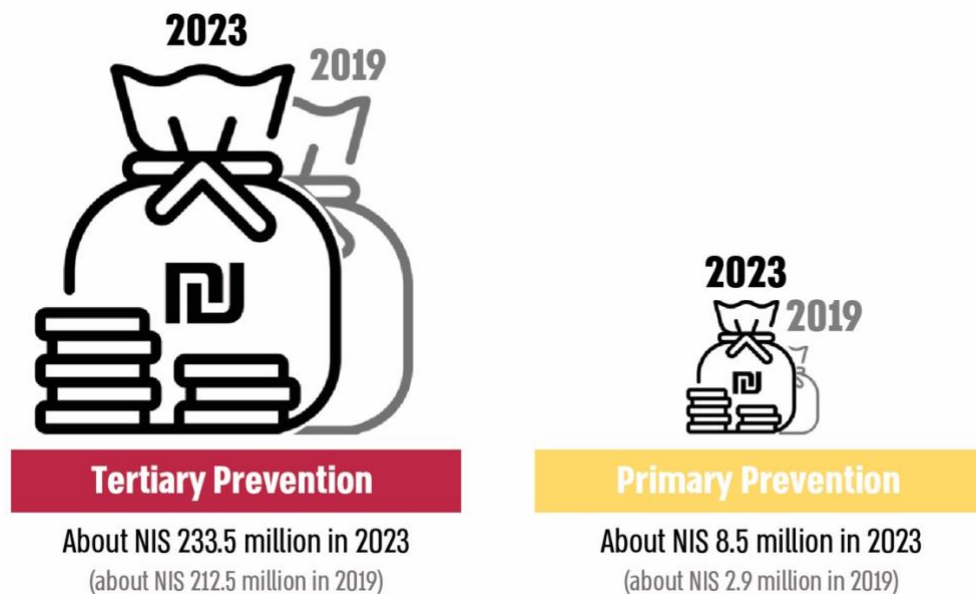 2023
2019
₪
Tertiary Prevention
About NIS 233.5 million in 2023
(about NIS 212.5 million in 2019)
2023
2019
₪
Primary Prevention
About NIS 8.5 million in 2023
(about NIS 2.9 million in 2019)